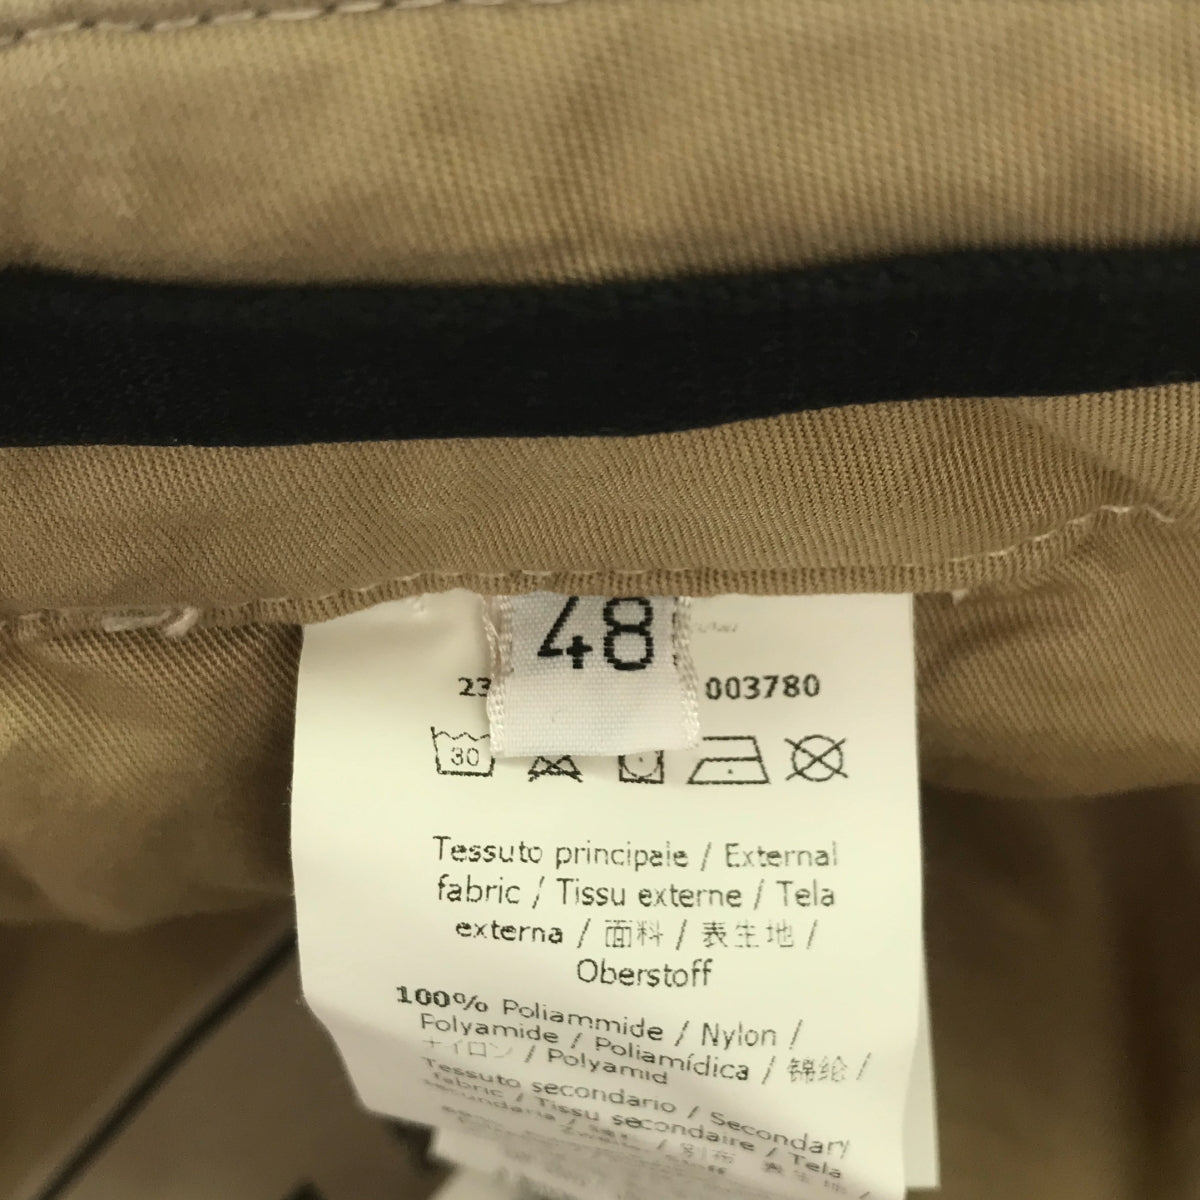 48
23 003780
30
Tessuto principale / External
fabric / Tissu externe / Tela
externa / 面料 / 表生地 /
Oberstoff
100% Poliammide / Nylon /
Polyamide / Poliamídica / 锦纶 /
ナイロン / Polyamid
Tessuto secondario / Secondary
fabric / Tissu secondaire / Tela
secundaria /